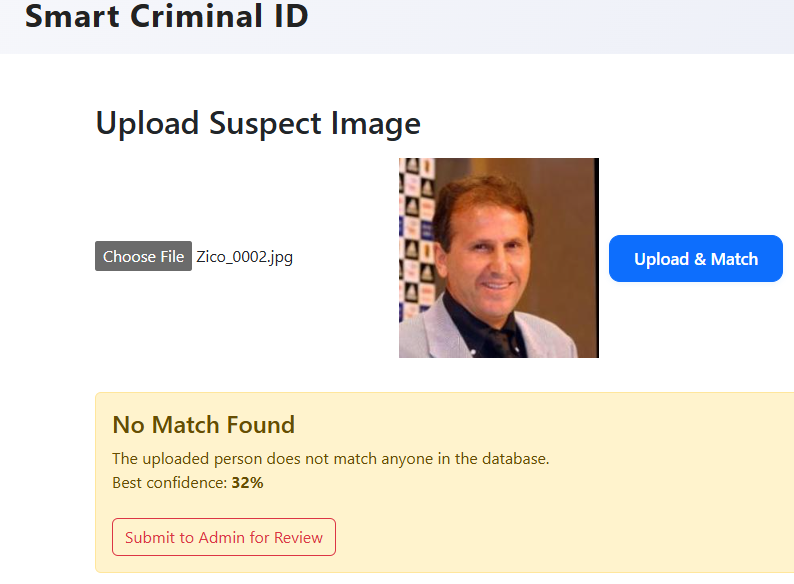 Smart Criminal ID
Upload Suspect Image
Choose File Zico_0002.jpg
Upload & Match
No Match Found
The uploaded person does not match anyone in the database.
Best confidence: 32%
Submit to Admin for Review